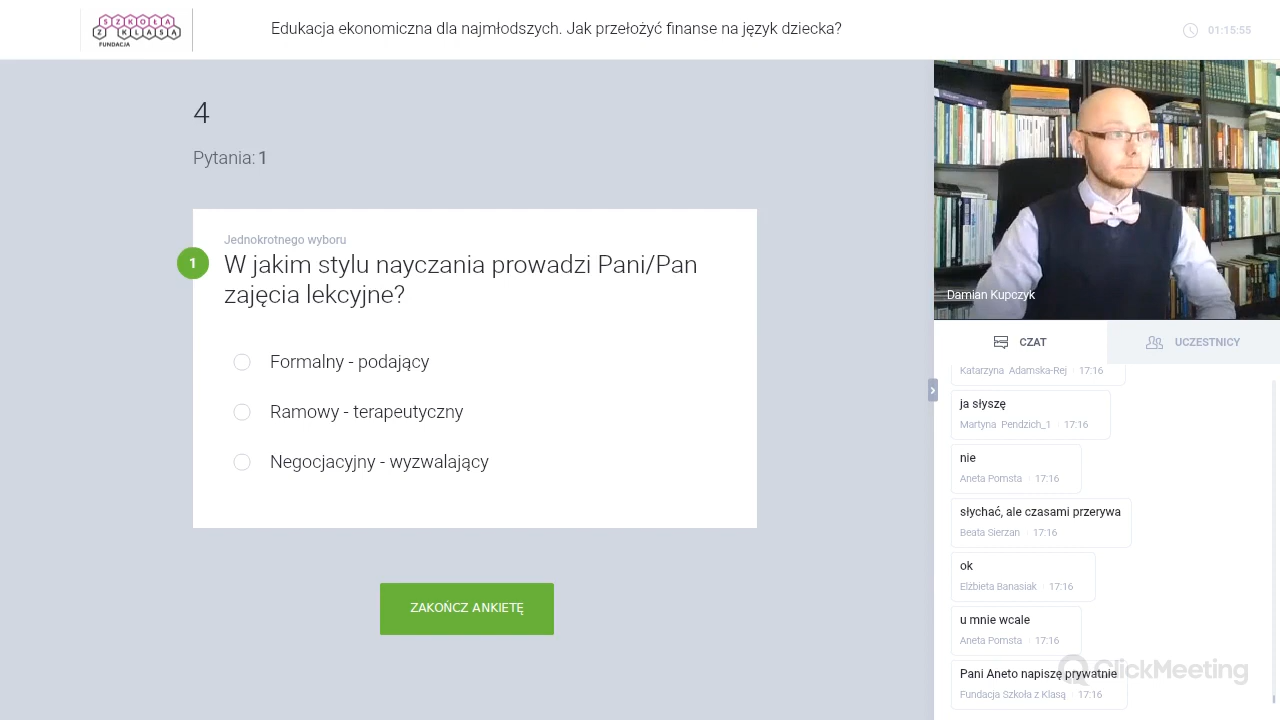 SZKOŁA
Z KLASĄ
FUNDACJA
Edukacja ekonomiczna dla najmłodszych. Jak przełożyć finanse na język dziecka?
01:15:55
4
Pytania: 1
Jednokrotnego wyboru
1
W jakim stylu nayczania prowadzi Pani/Pan
zajęcia lekcyjne?
Formalny - podający
Ramowy - terapeutyczny
Negocjacyjny - wyzwalający
ZAKOŃCZ ANKIETĘ
Damian Kupczyk
CZAT
UCZESTNICY
Katarzyna Adamska-Rej 17:16
ja słyszę
Martyna Pendzich_1 17:16
nie
Aneta Pomsta 17:16
słychać, ale czasami przerywa
Beata Sierzan 17:16
ok
Elżbieta Banasiak 17:16
u mnie wcale
Aneta Pomsta 17:16
Pani Aneto napiszę prywatnie
Fundacja Szkoła z Klasą 17:16
ClickMeeting